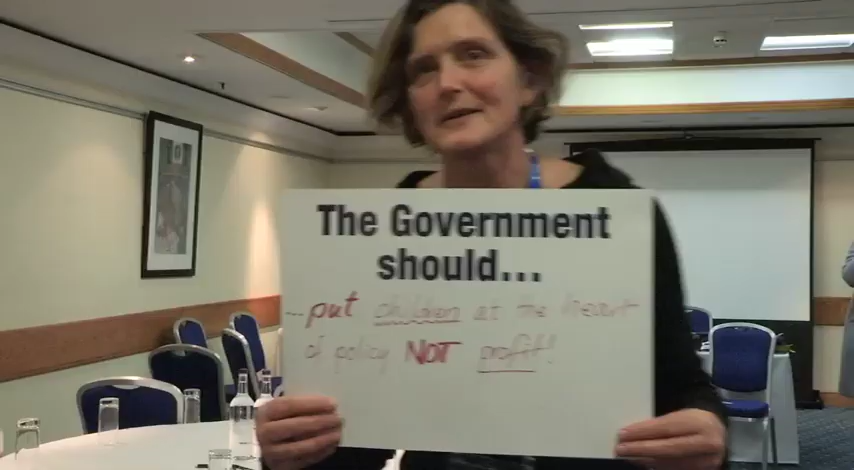 The Government
should...
...put children at the heart
of policy NOT profit!